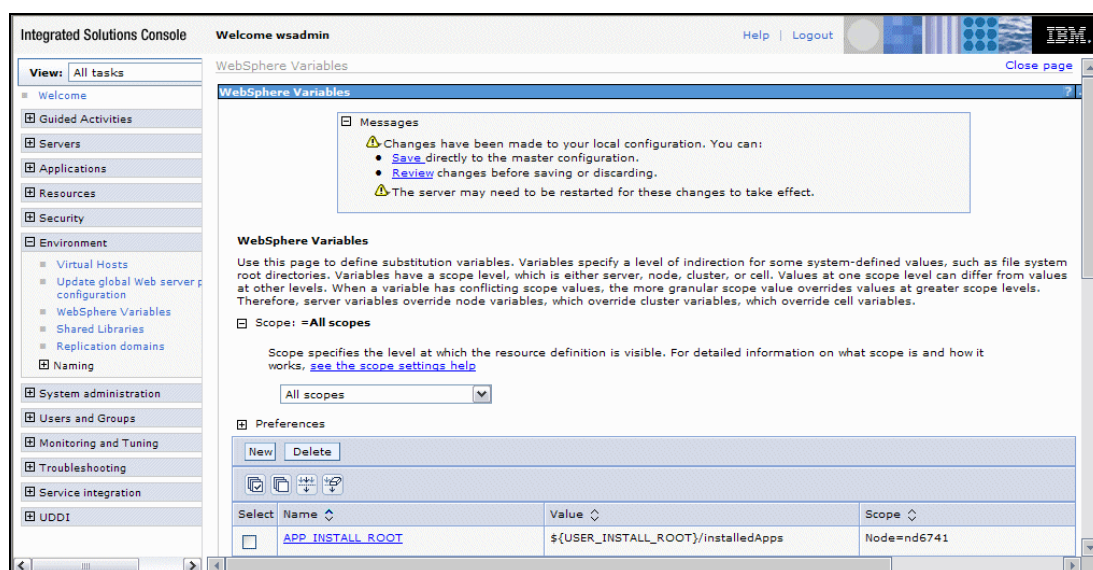 Integrated Solutions Console
Welcome wsadmin
Help | Logout
IBM.
View: All tasks
Welcome
Guided Activities
Servers
Applications
Resources
Security
Environment
Virtual Hosts
Update global Web server p
configuration
WebSphere Variables
Shared Libraries
Replication domains
Naming
System administration
Users and Groups
Monitoring and Tuning
Troubleshooting
Service integration
UDDI
WebSphere Variables
Close page
WebSphere Variables
?
Messages
Changes have been made to your local configuration. You can:
Save directly to the master configuration.
Review changes before saving or discarding.
The server may need to be restarted for these changes to take effect.
WebSphere Variables
Use this page to define substitution variables. Variables specify a level of indirection for some system-defined values, such as file system
root directories. Variables have a scope level, which is either server, node, cluster, or cell. Values at one scope level can differ from values
at other levels. When a variable has conflicting scope values, the more granular scope value overrides values at greater scope levels.
Therefore, server variables override node variables, which override cluster variables, which override cell variables.
Scope: =All scopes
Scope specifies the level at which the resource definition is visible. For detailed information on what scope is and how it
works, see the scope settings help
All scopes
Preferences
New Delete
Select Name Value Scope
APP_INSTALL_ROOT ${USER_INSTALL_ROOT}/installedApps Node=nd6741